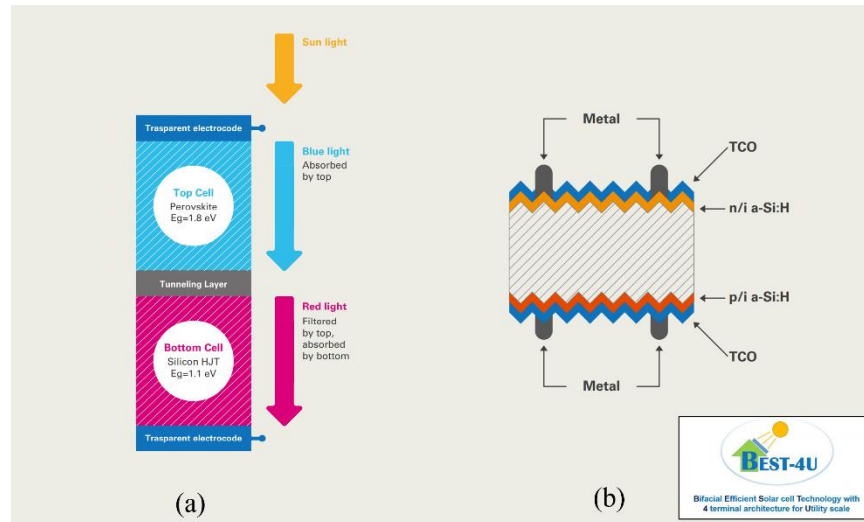 Sun light
Trasparent electrocode
Blue light
Absorbed
by top
Top Cell
Perovskite
Eg=1.8 eV
Tunneling Layer
Red light
Filtered
by top,
absorbed
by bottom
Bottom Cell
Silicon HJT
Eg=1.1 eV
Trasparent electrocode
(a)
Metal
TCO
n/i a-Si:H
p/i a-Si:H
TCO
Metal
(b)
BEST-4U
Bifacial Efficient Solar cell Technology with
4 terminal architecture for Utility scale